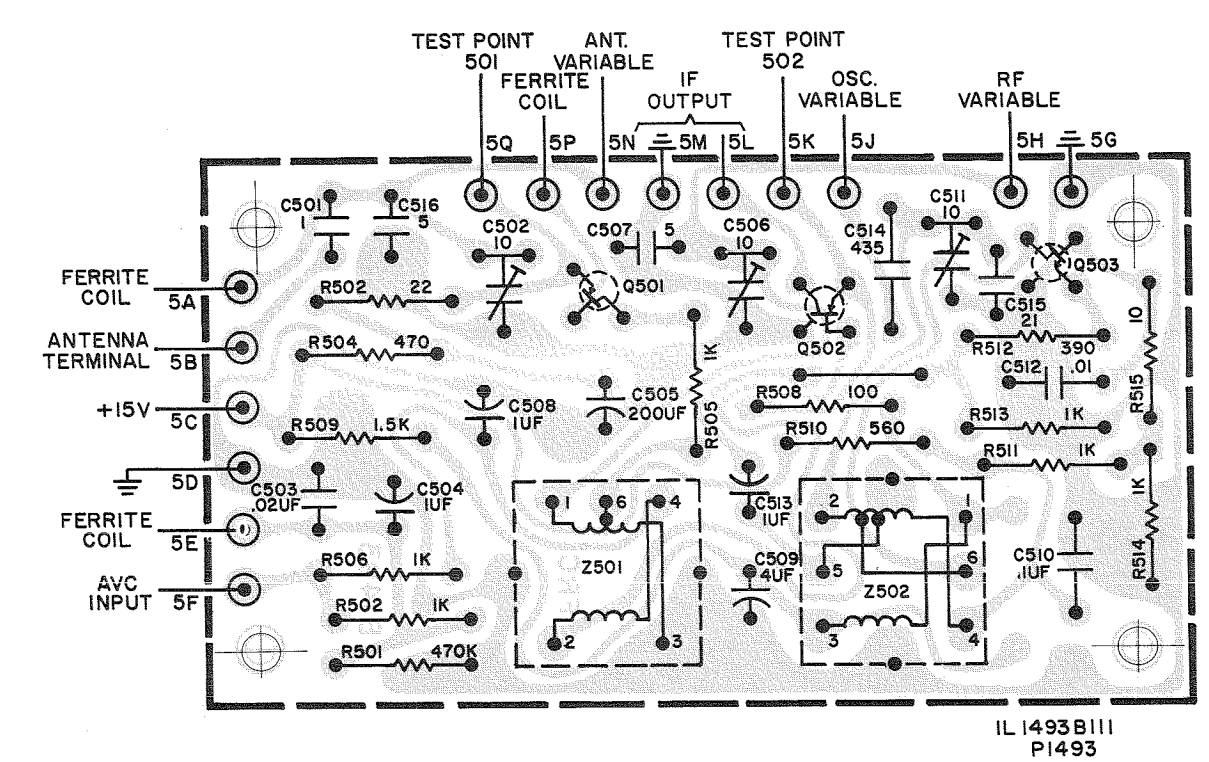 TEST POINT
501
FERRITE
COIL
ANT.
VARIABLE
IF
OUTPUT
TEST POINT
502
OSC.
VARIABLE
RF
VARIABLE
5Q
5P
5N
5M
5L
5K
5J
5H
5G
FERRITE
COIL
5A
ANTENNA
TERMINAL
5B
+15V
5C
5D
FERRITE
COIL
5E
AVC
INPUT
5F
C501
1
C516
5
C502
10
C507
5
C506
10
C514
435
C511
10
Q501
Q502
Q503
C515
21
R502
22
R504
470
R505
1K
R512
390
C512
.01
R515
10
C508
1UF
C505
200UF
R508
100
R513
1K
R509
1.5K
R510
560
R511
1K
C503
.02UF
C504
1UF
1
6
4
Z501
2
3
C513
1UF
C509
4UF
2
1
5
6
Z502
3
4
C510
.1UF
R514
1K
R506
1K
R502
1K
R501
470K
IL1493B111
P1493